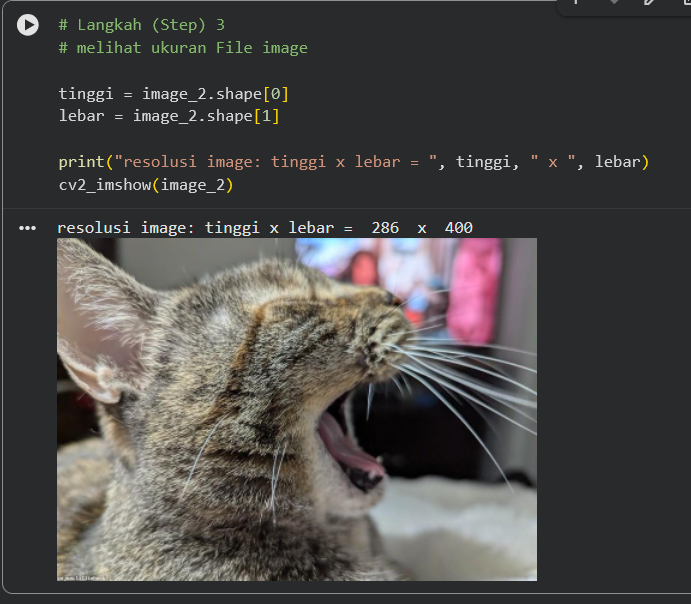 # Langkah (Step) 3
# melihat ukuran File image
tinggi = image_2.shape[0]
lebar = image_2.shape[1]
print("resolusi image: tinggi x lebar = ", tinggi, " x ", lebar)
cv2_imshow(image_2)
resolusi image: tinggi x lebar =  286  x  400